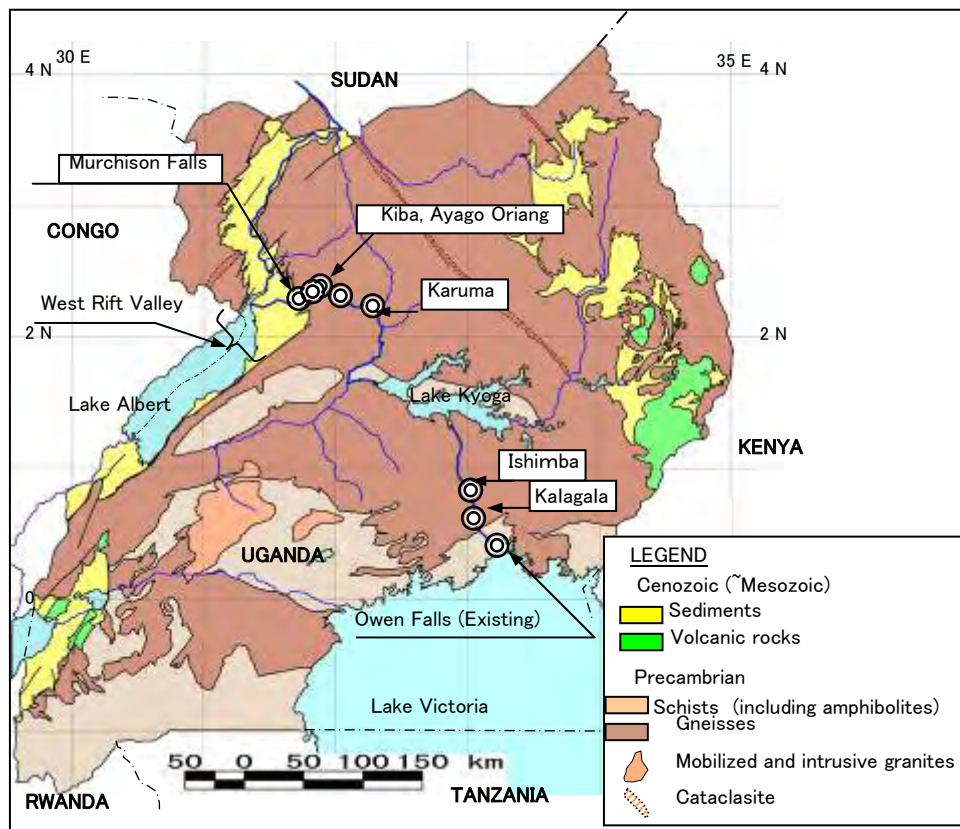 30 E
35 E
4 N
4 N
SUDAN
Murchison Falls
Kiba, Ayago Oriang
CONGO
Karuma
West Rift Valley
2 N
2 N
Lake Albert
Lake Kyoga
KENYA
Ishimba
Kalagala
UGANDA
0
Owen Falls (Existing)
Lake Victoria
50 0 50 100 150 km
RWANDA
TANZANIA
LEGEND
Cenozoic (~Mesozoic)
Sediments
Volcanic rocks
Precambrian
Schists (including amphibolites)
Gneisses
Mobilized and intrusive granites
Cataclasite